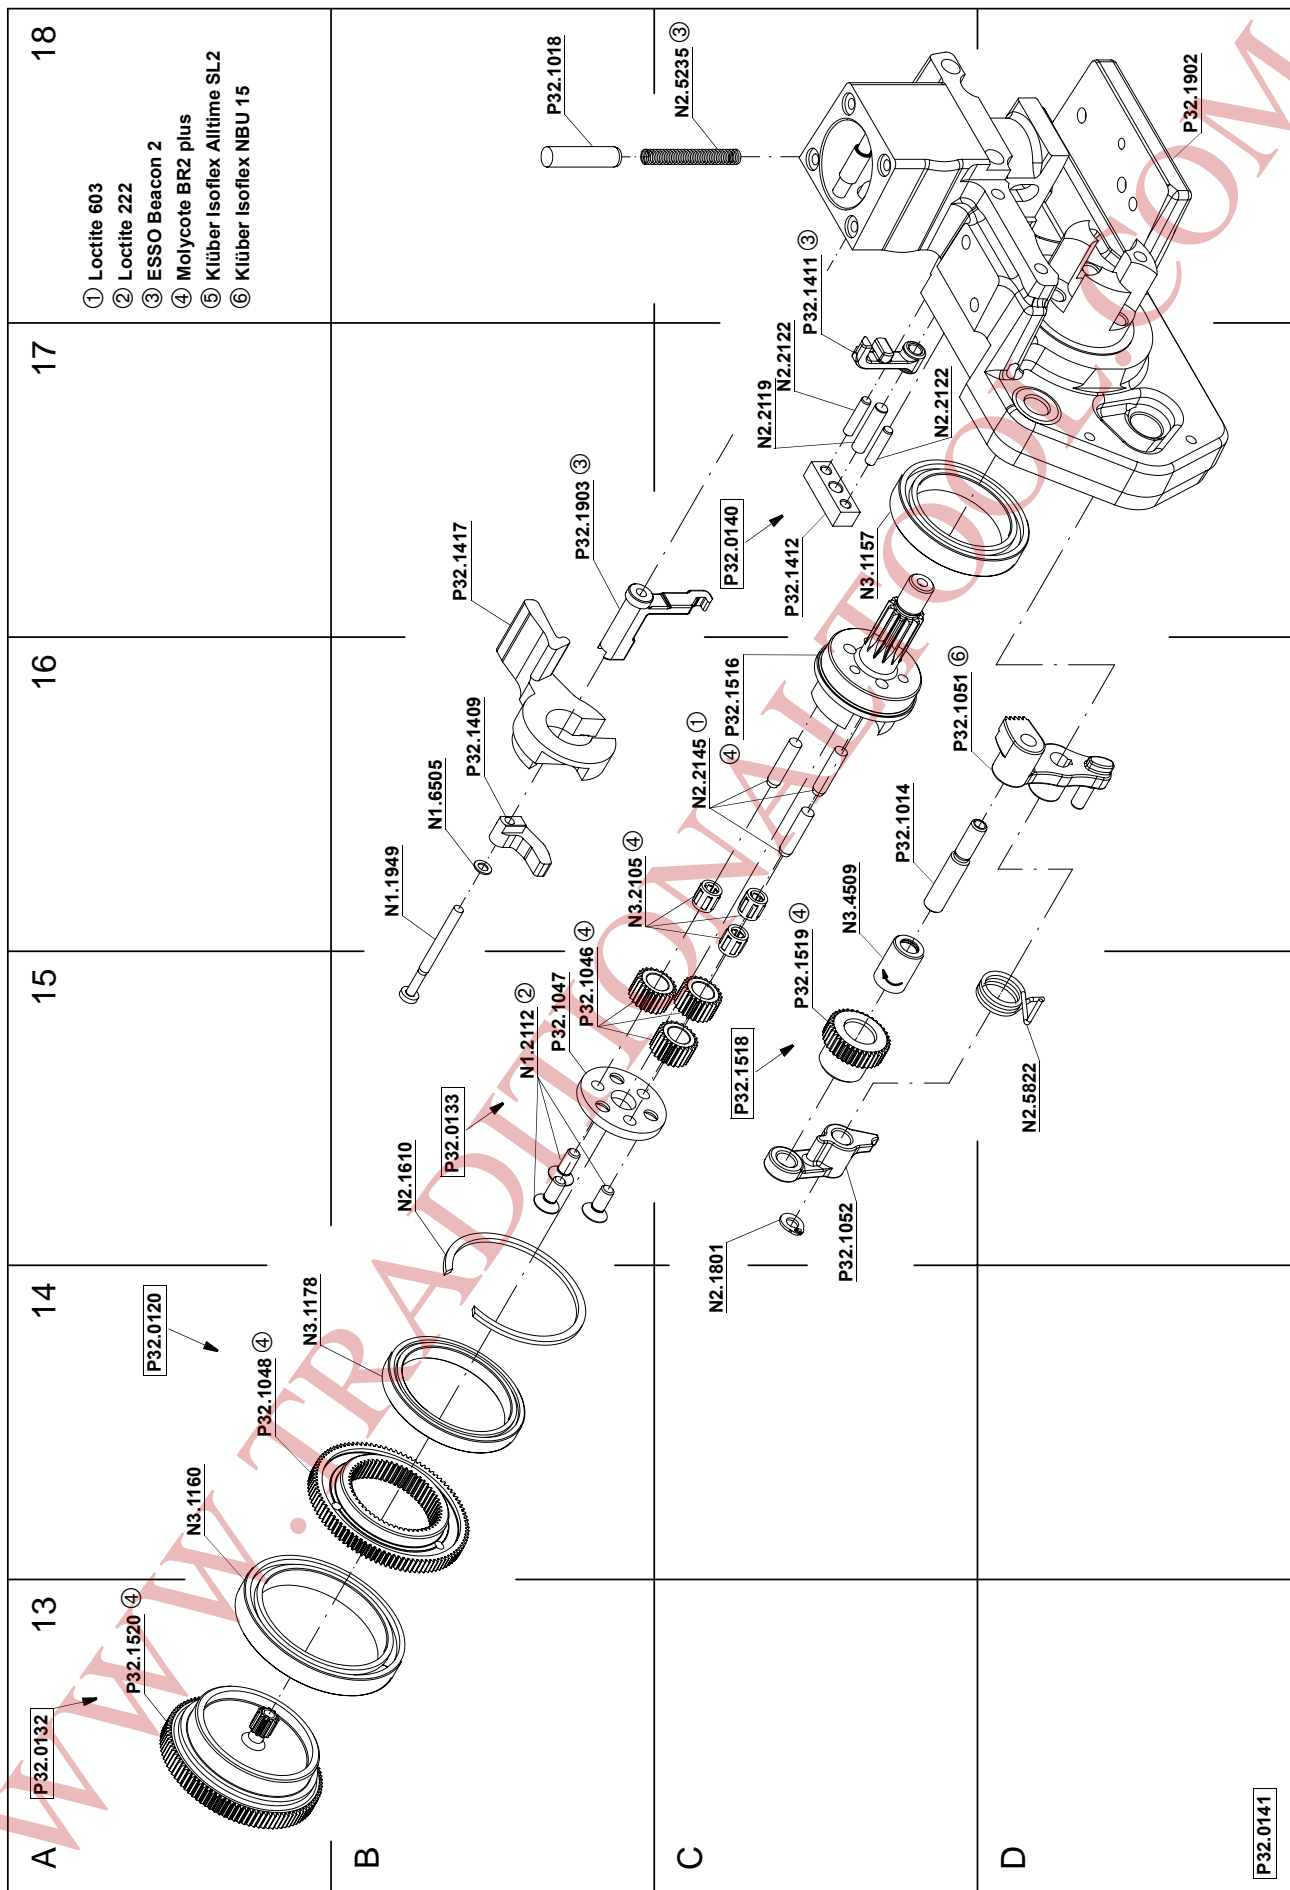 13
14
15
16
17
18
A
B
C
D
① Loctite 603
② Loctite 222
③ ESSO Beacon 2
④ Molycote BR2 plus
⑤ Klüber Isoflex Alltime SL2
⑥ Klüber Isoflex NBU 15
P32.0132
P32.1520 ④
N3.1160
P32.0120
P32.1048 ④
N3.1178
N2.1610
P32.0133
N1.2112 ②
P32.1047
P32.1046 ④
N3.2105 ④
N2.2145 ①
④ P32.1516
N1.1949
N1.6505
P32.1409
P32.1417
P32.1903 ③
P32.1018
N2.5235 ③
P32.0140
P32.1412
N2.2119
N2.2122
P32.1411 ③
N2.2122
N3.1157
P32.1902
N2.1801
P32.1052
P32.1518
P32.1519 ④
N3.4509
P32.1014
P32.1051 ⑥
N2.5822
P32.0141
WWW.TRADITIONALTOOL.COM